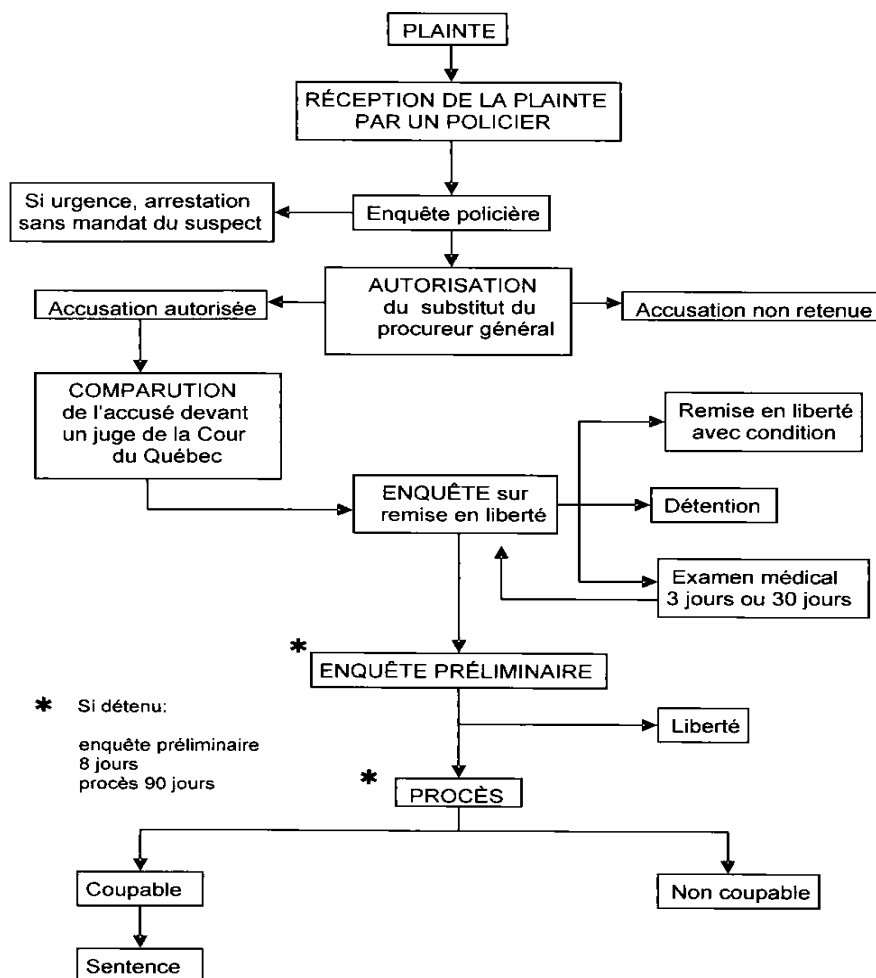 PLAINTE
RÉCEPTION DE LA PLAINTE
PAR UN POLICIER
Si urgence, arrestation
sans mandat du suspect
Enquête policière
AUTORISATION
du substitut du
procureur général
Accusation autorisée
Accusation non retenue
COMPARUTION
de l'accusé devant
un juge de la Cour
du Québec
Remise en liberté
avec condition
ENQUÊTE sur
remise en liberté
Détention
Examen médical
3 jours ou 30 jours
* ENQUÊTE PRÉLIMINAIRE
* Si détenu:
enquête préliminaire
8 jours
procès 90 jours
Liberté
* PROCÈS
Coupable
Non coupable
Sentence